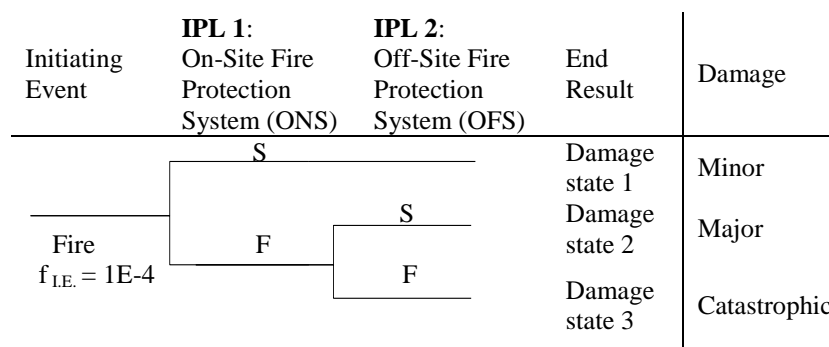 IPL 1:
IPL 2:
Initiating
Event
On-Site Fire
Protection
System (ONS)
Off-Site Fire
Protection
System (OFS)
End
Result
Damage
S
Damage
state 1
Minor
S
Damage
state 2
Major
Fire
f I.E. = 1E-4
F
F
Damage
state 3
Catastrophic